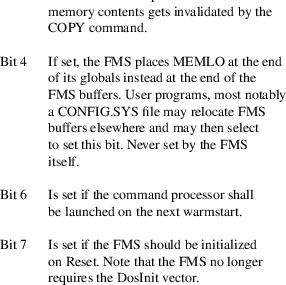 memory contents gets invalidated by the
COPY command.
Bit 4 If set, the FMS places MEMLO at the end
of its globals instead at the end of the
FMS buffers. User programs, most notably
a CONFIG.SYS file may relocate FMS
buffers elsewhere and may then select
to set this bit. Never set by the FMS
itself.
Bit 6 Is set if the command processor shall
be launched on the next warmstart.
Bit 7 Is set if the FMS should be initialized
on Reset. Note that the FMS no longer
requires the DosInit vector.